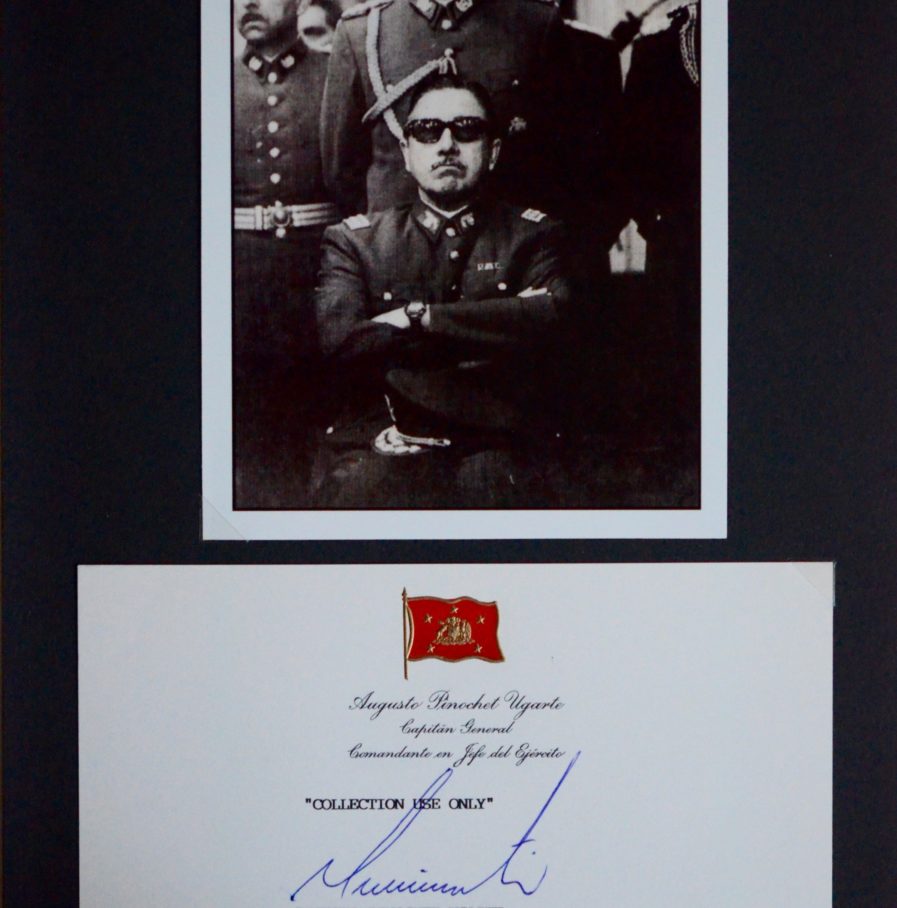 Augusto Pinochet Ugarte
Capitán General
Comandante en Jefe del Ejército
"COLLECTION USE ONLY"